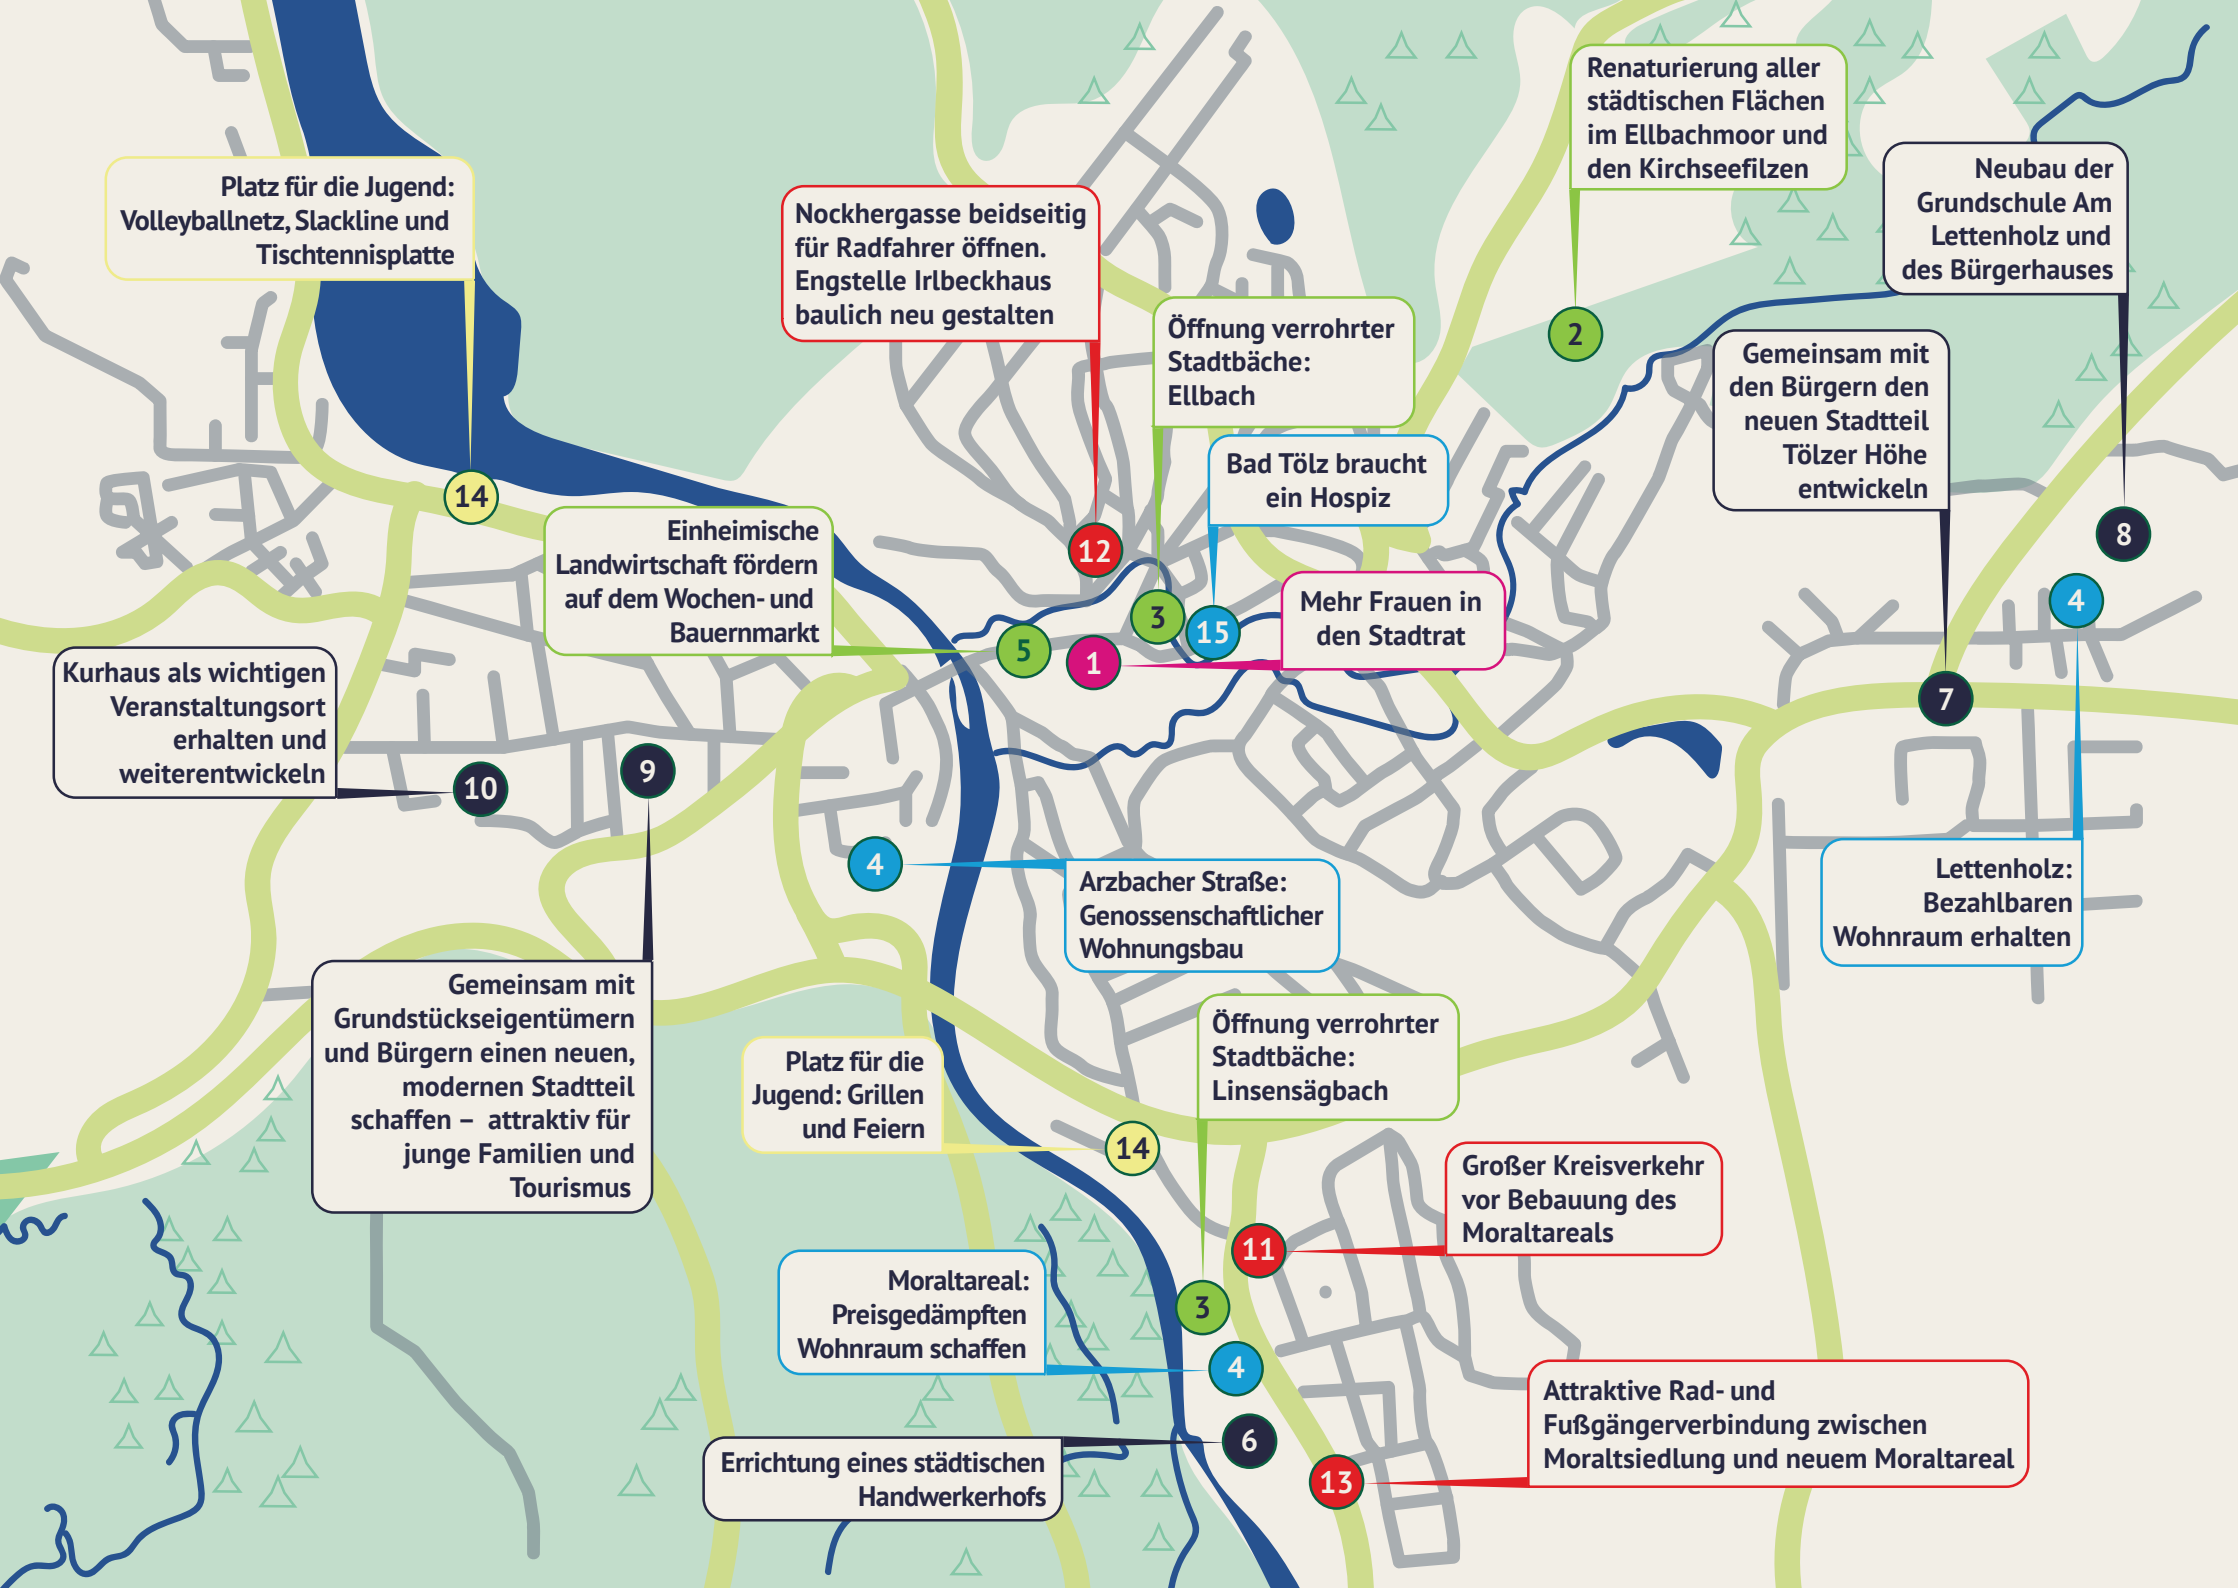 Renaturierung aller
städtischen Flächen
im Ellbachmoor und
den Kirchseefilzen
2
Neubau der
Grundschule Am
Lettenholz und
des Bürgerhauses
8
Platz für die Jugend:
Volleyballnetz, Slackline und
Tischtennisplatte
14
Nockhergasse beidseitig
für Radfahrer öffnen.
Engstelle Irlbeckhaus
baulich neu gestalten
12
Öffnung verrohrter
Stadtbäche:
Ellbach
3
Gemeinsam mit
den Bürgern den
neuen Stadtteil
Tölzer Höhe
entwickeln
7
Bad Tölz braucht
ein Hospiz
15
Einheimische
Landwirtschaft fördern
auf dem Wochen- und
Bauernmarkt
5
Mehr Frauen in
den Stadtrat
1
4
Lettenholz:
Bezahlbaren
Wohnraum erhalten
Kurhaus als wichtigen
Veranstaltungsort
erhalten und
weiterentwickeln
10
9
Gemeinsam mit
Grundstückseigentümern
und Bürgern einen neuen,
modernen Stadtteil
schaffen – attraktiv für
junge Familien und
Tourismus
4
Arzbacher Straße:
Genossenschaftlicher
Wohnungsbau
Öffnung verrohrter
Stadtbäche:
Linsensägbach
3
Platz für die
Jugend: Grillen
und Feiern
14
Großer Kreisverkehr
vor Bebauung des
Moraltareals
11
Moraltareal:
Preisgedämpften
Wohnraum schaffen
4
Errichtung eines städtischen
Handwerkerhofs
6
Attraktive Rad- und
Fußgängerverbindung zwischen
Moraltsiedlung und neuem Moraltareal
13